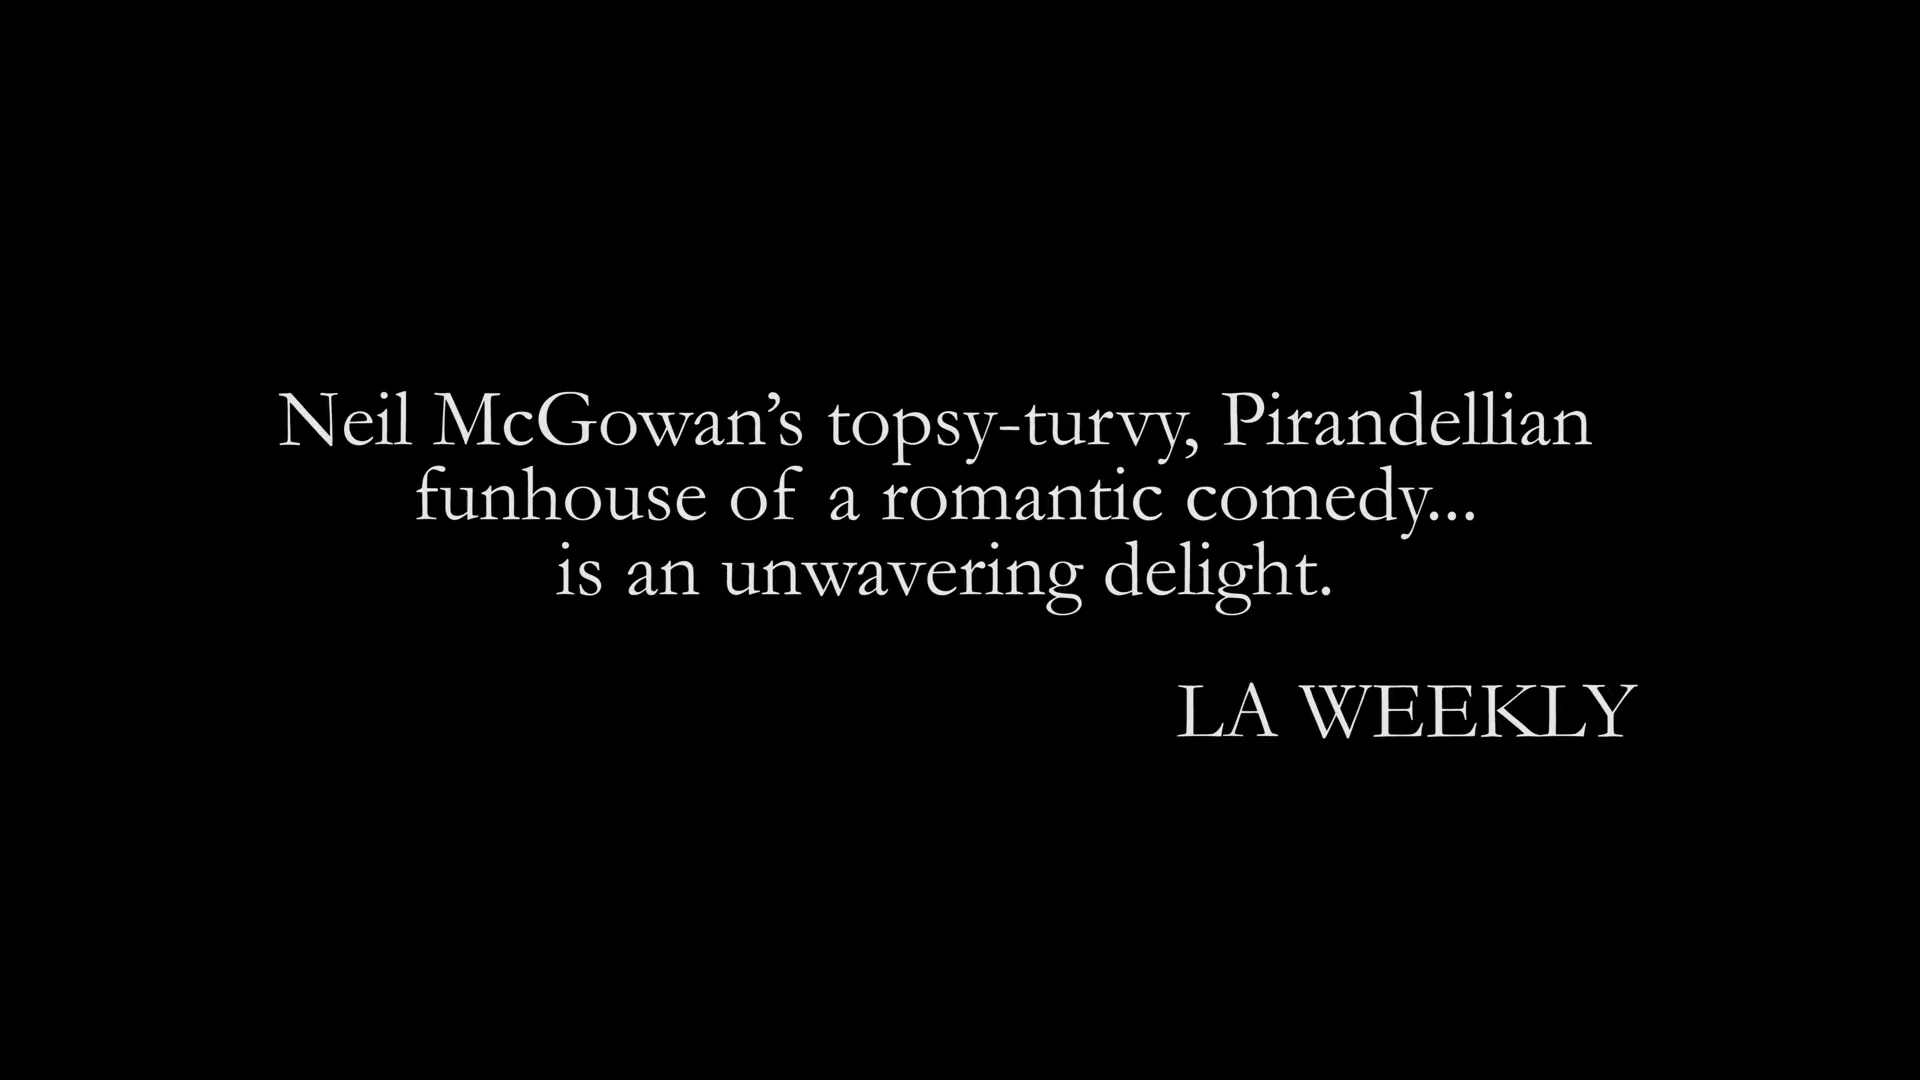 Neil McGowan’s topsy-turvy, Pirandellian
funhouse of a romantic comedy...
is an unwavering delight.
LA WEEKLY